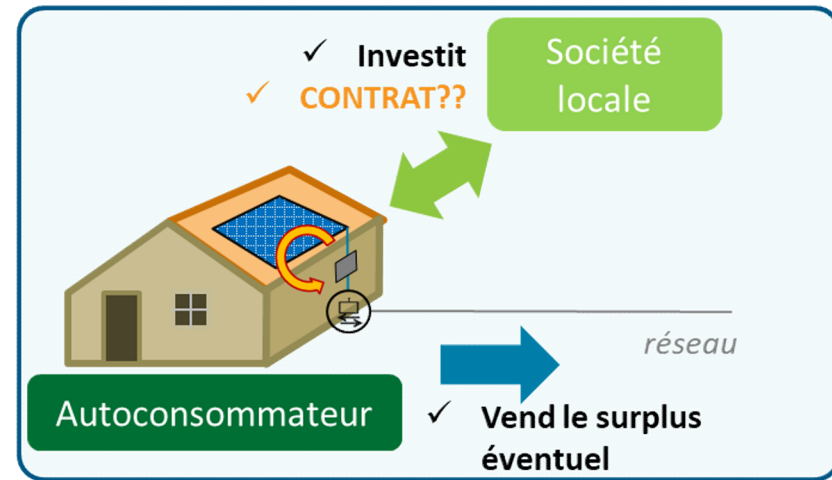 ✓ Investit
✓ CONTRAT??
Société
locale
réseau
Autoconsommateur
✓ Vend le surplus
éventuel